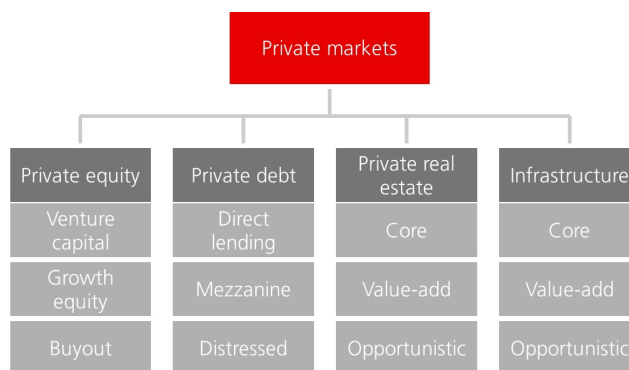 Private markets
Private equity
Venture
capital
Growth
equity
Buyout
Private debt
Direct
lending
Mezzanine
Distressed
Private real
estate
Core
Value-add
Opportunistic
Infrastructure
Core
Value-add
Opportunistic